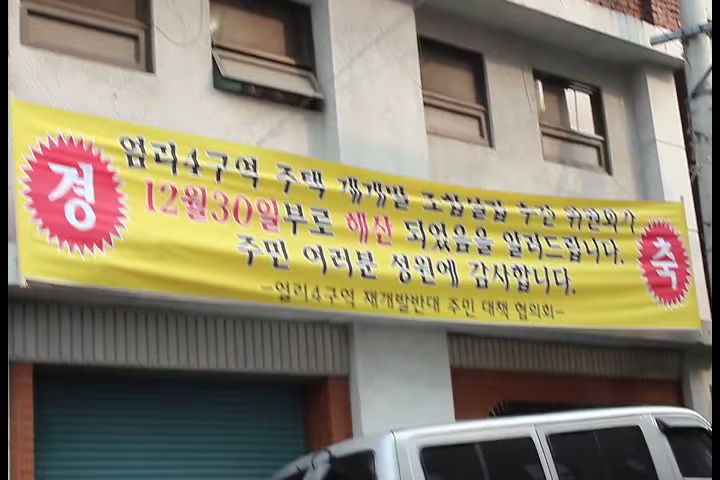 경 축
염리4구역 주택 재개발 조합설립 추진 위원회가
12월30일부로 해산 되었음을 알려드립니다.
주민 여러분 성원에 감사합니다.
-염리4구역 재개발반대 주민 대책 협의회-